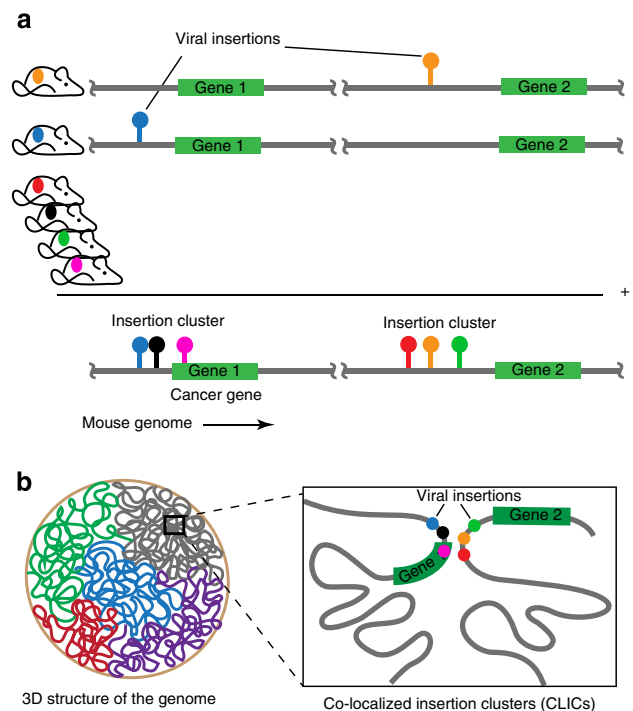 a
Viral insertions
Gene 1
Gene 2
Gene 1
Gene 2
+
Insertion cluster
Insertion cluster
Gene 1
Gene 2
Cancer gene
Mouse genome
b
Viral insertions
Gene 2
Gene
3D structure of the genome
Co-localized insertion clusters (CLICs)